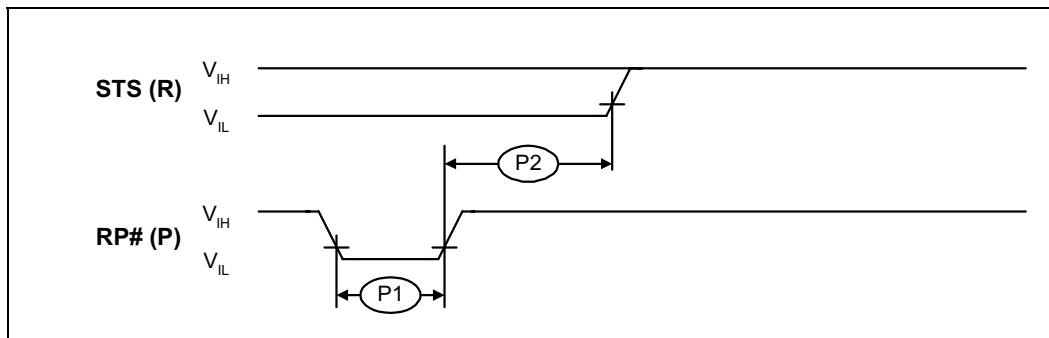 V_IH
STS (R)
V_IL
P2
V_IH
RP# (P)
V_IL
P1